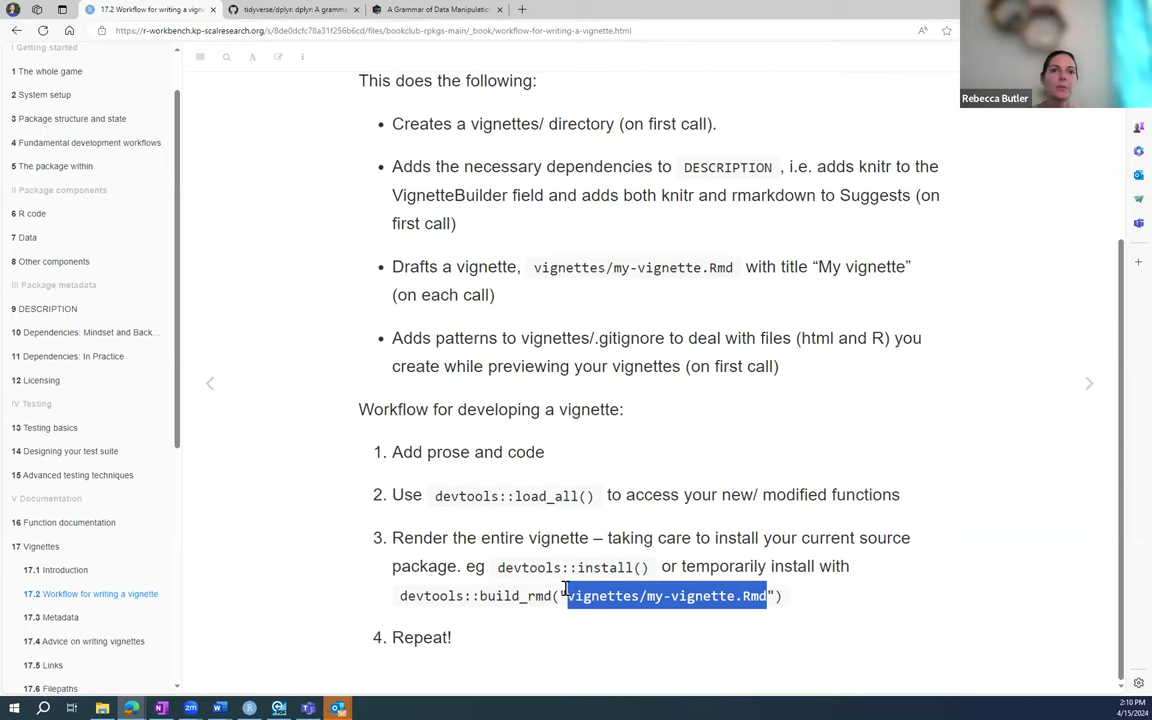 17.2 Workflow for writing a vigne
tidyverse/dplyr: dplyr: A gramma
A Grammar of Data Manipulation
https://r-workbench.kp-scalresearch.org/s/8de0dcfc78a31f256b6cd/files/bookclub-rpkgs-main/_book/workflow-for-writing-a-vignette.html
Rebecca Butler
I Getting started
1 The whole game
2 System setup
3 Package structure and state
4 Fundamental development workflows
5 The package within
II Package components
6 R code
7 Data
8 Other components
III Package metadata
9 DESCRIPTION
10 Dependencies: Mindset and Back...
11 Dependencies: In Practice
12 Licensing
IV Testing
13 Testing basics
14 Designing your test suite
15 Advanced testing techniques
V Documentation
16 Function documentation
17 Vignettes
17.1 Introduction
17.2 Workflow for writing a vignette
17.3 Metadata
17.4 Advice on writing vignettes
17.5 Links
17.6 Filepaths
This does the following:
• Creates a vignettes/ directory (on first call).
• Adds the necessary dependencies to DESCRIPTION , i.e. adds knitr to the
VignetteBuilder field and adds both knitr and rmarkdown to Suggests (on
first call)
• Drafts a vignette, vignettes/my-vignette.Rmd with title “My vignette”
(on each call)
• Adds patterns to vignettes/.gitignore to deal with files (html and R) you
create while previewing your vignettes (on first call)
Workflow for developing a vignette:
1. Add prose and code
2. Use devtools::load_all() to access your new/ modified functions
3. Render the entire vignette – taking care to install your current source
package. eg devtools::install() or temporarily install with
devtools::build_rmd("vignettes/my-vignette.Rmd")
4. Repeat!
2:10 PM
4/15/2024